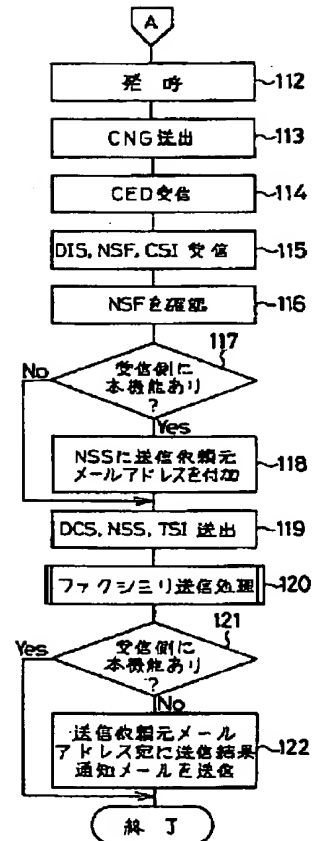 A
発呼
112
CNG送出
113
CED受信
114
DIS,NSF,CSI 受信
115
NSFを確認
116
117
受信側に
本機能あり
?
No
Yes
NSSに送信依頼元
メールアドレスを付加
118
DCS,NSS,TSI 送出
119
ファクシミリ送信処理
120
121
受信側に
本機能あり
?
Yes
No
送信依頼元メール
アドレス宛に送信結果
通知メールを送信
122
終了